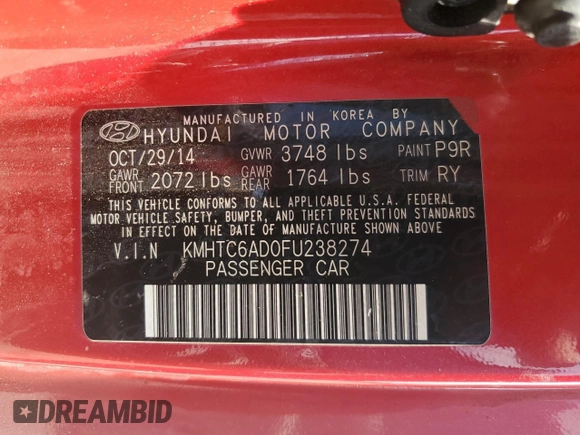 MANUFACTURED IN KOREA BY
HYUNDAI MOTOR COMPANY
OCT/29/14 GVWR 3748 lbs PAINT P9R
GAWR FRONT 2072 lbs GAWR REAR 1764 lbs TRIM RY
THIS VEHICLE CONFORMS TO ALL APPLICABLE U.S.A. FEDERAL
MOTOR VEHICLE SAFETY, BUMPER, AND THEFT PREVENTION STANDARDS
IN EFFECT ON THE DATE OF MANUFACTURE SHOWN ABOVE.
V.I.N KMHTC6AD0FU238274
PASSENGER CAR
DREAMBID